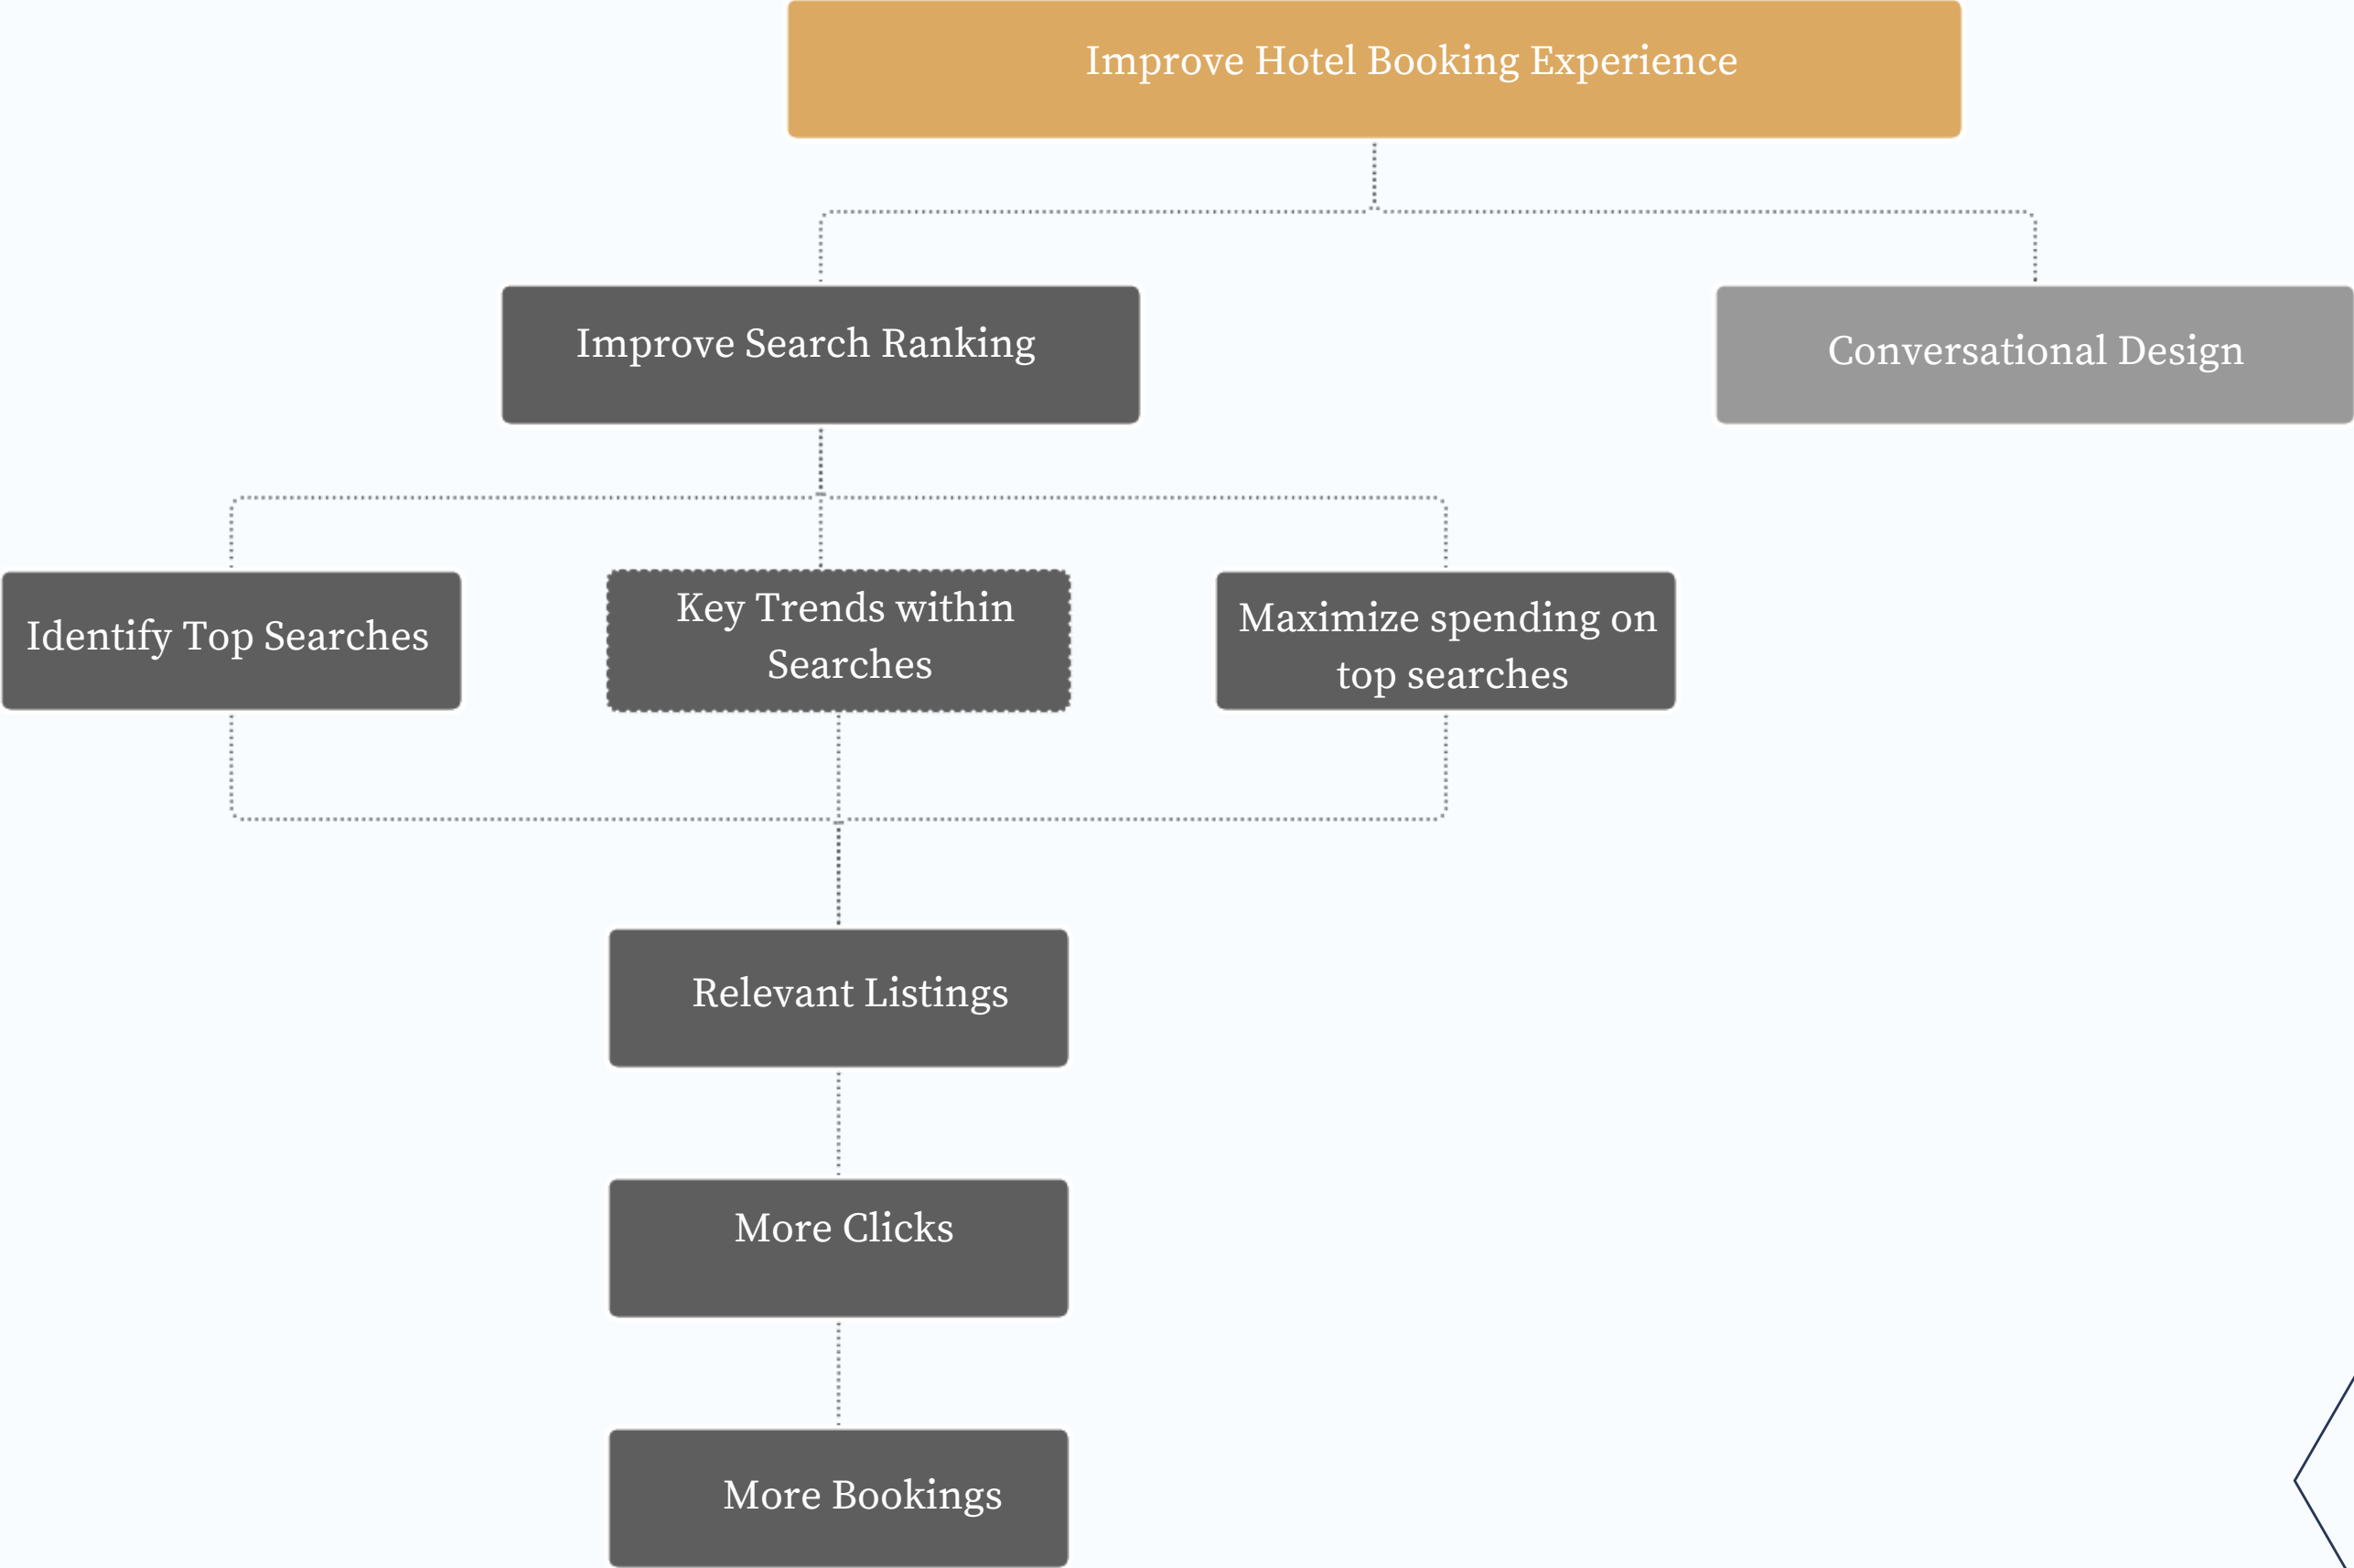 Improve Hotel Booking Experience
Improve Search Ranking
Conversational Design
Identify Top Searches
Key Trends within
Searches
Maximize spending on
top searches
Relevant Listings
More Clicks
More Bookings